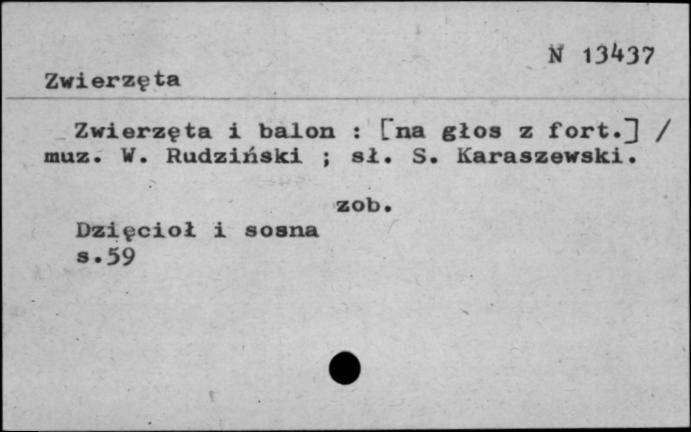 N 13437
Zwierzęta
Zwierzęta i balon : [na głos z fort.] /
muz. W. Rudziński ; sł. S. Karaszewski.
zob.
Dzięcioł i sosna
s.59